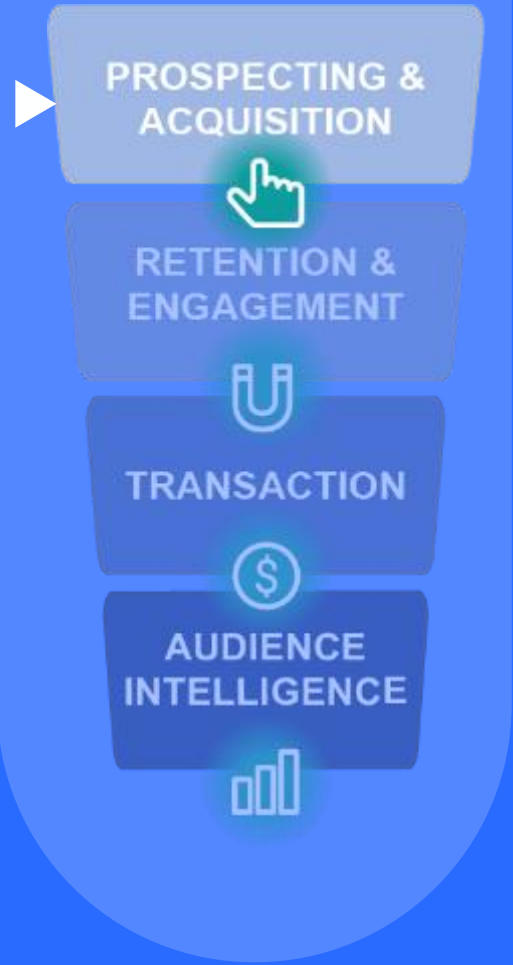 PROSPECTING &
ACQUISITION
RETENTION &
ENGAGEMENT
TRANSACTION
$
AUDIENCE
INTELLIGENCE